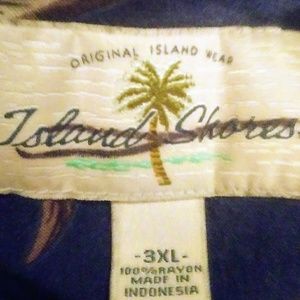 ORIGINAL ISLAND WEAR
Island Shores
-3XL-
100% RAYON
MADE IN
INDONESIA